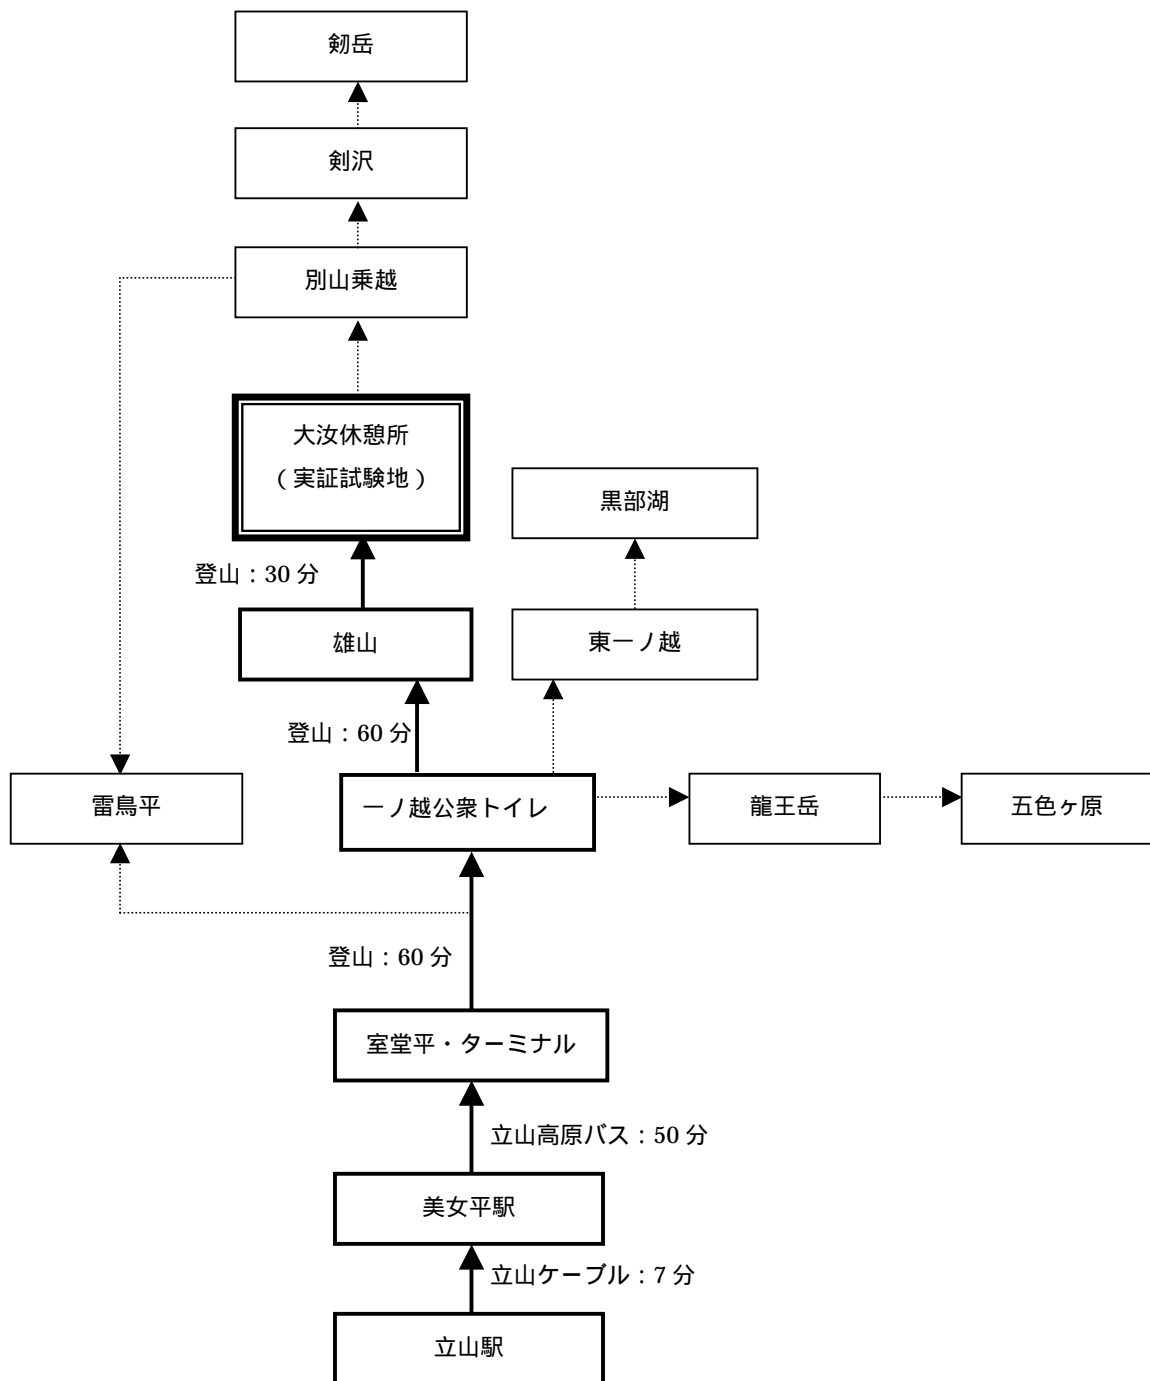 剱岳
剣沢
別山乗越
大汝休憩所
（実証試験地）
黒部湖
登山：30 分
雄山
東一ノ越
登山：60 分
雷鳥平
一ノ越公衆トイレ
龍王岳
五色ヶ原
登山：60 分
室堂平・ターミナル
立山高原バス：50 分
美女平駅
立山ケーブル：7 分
立山駅